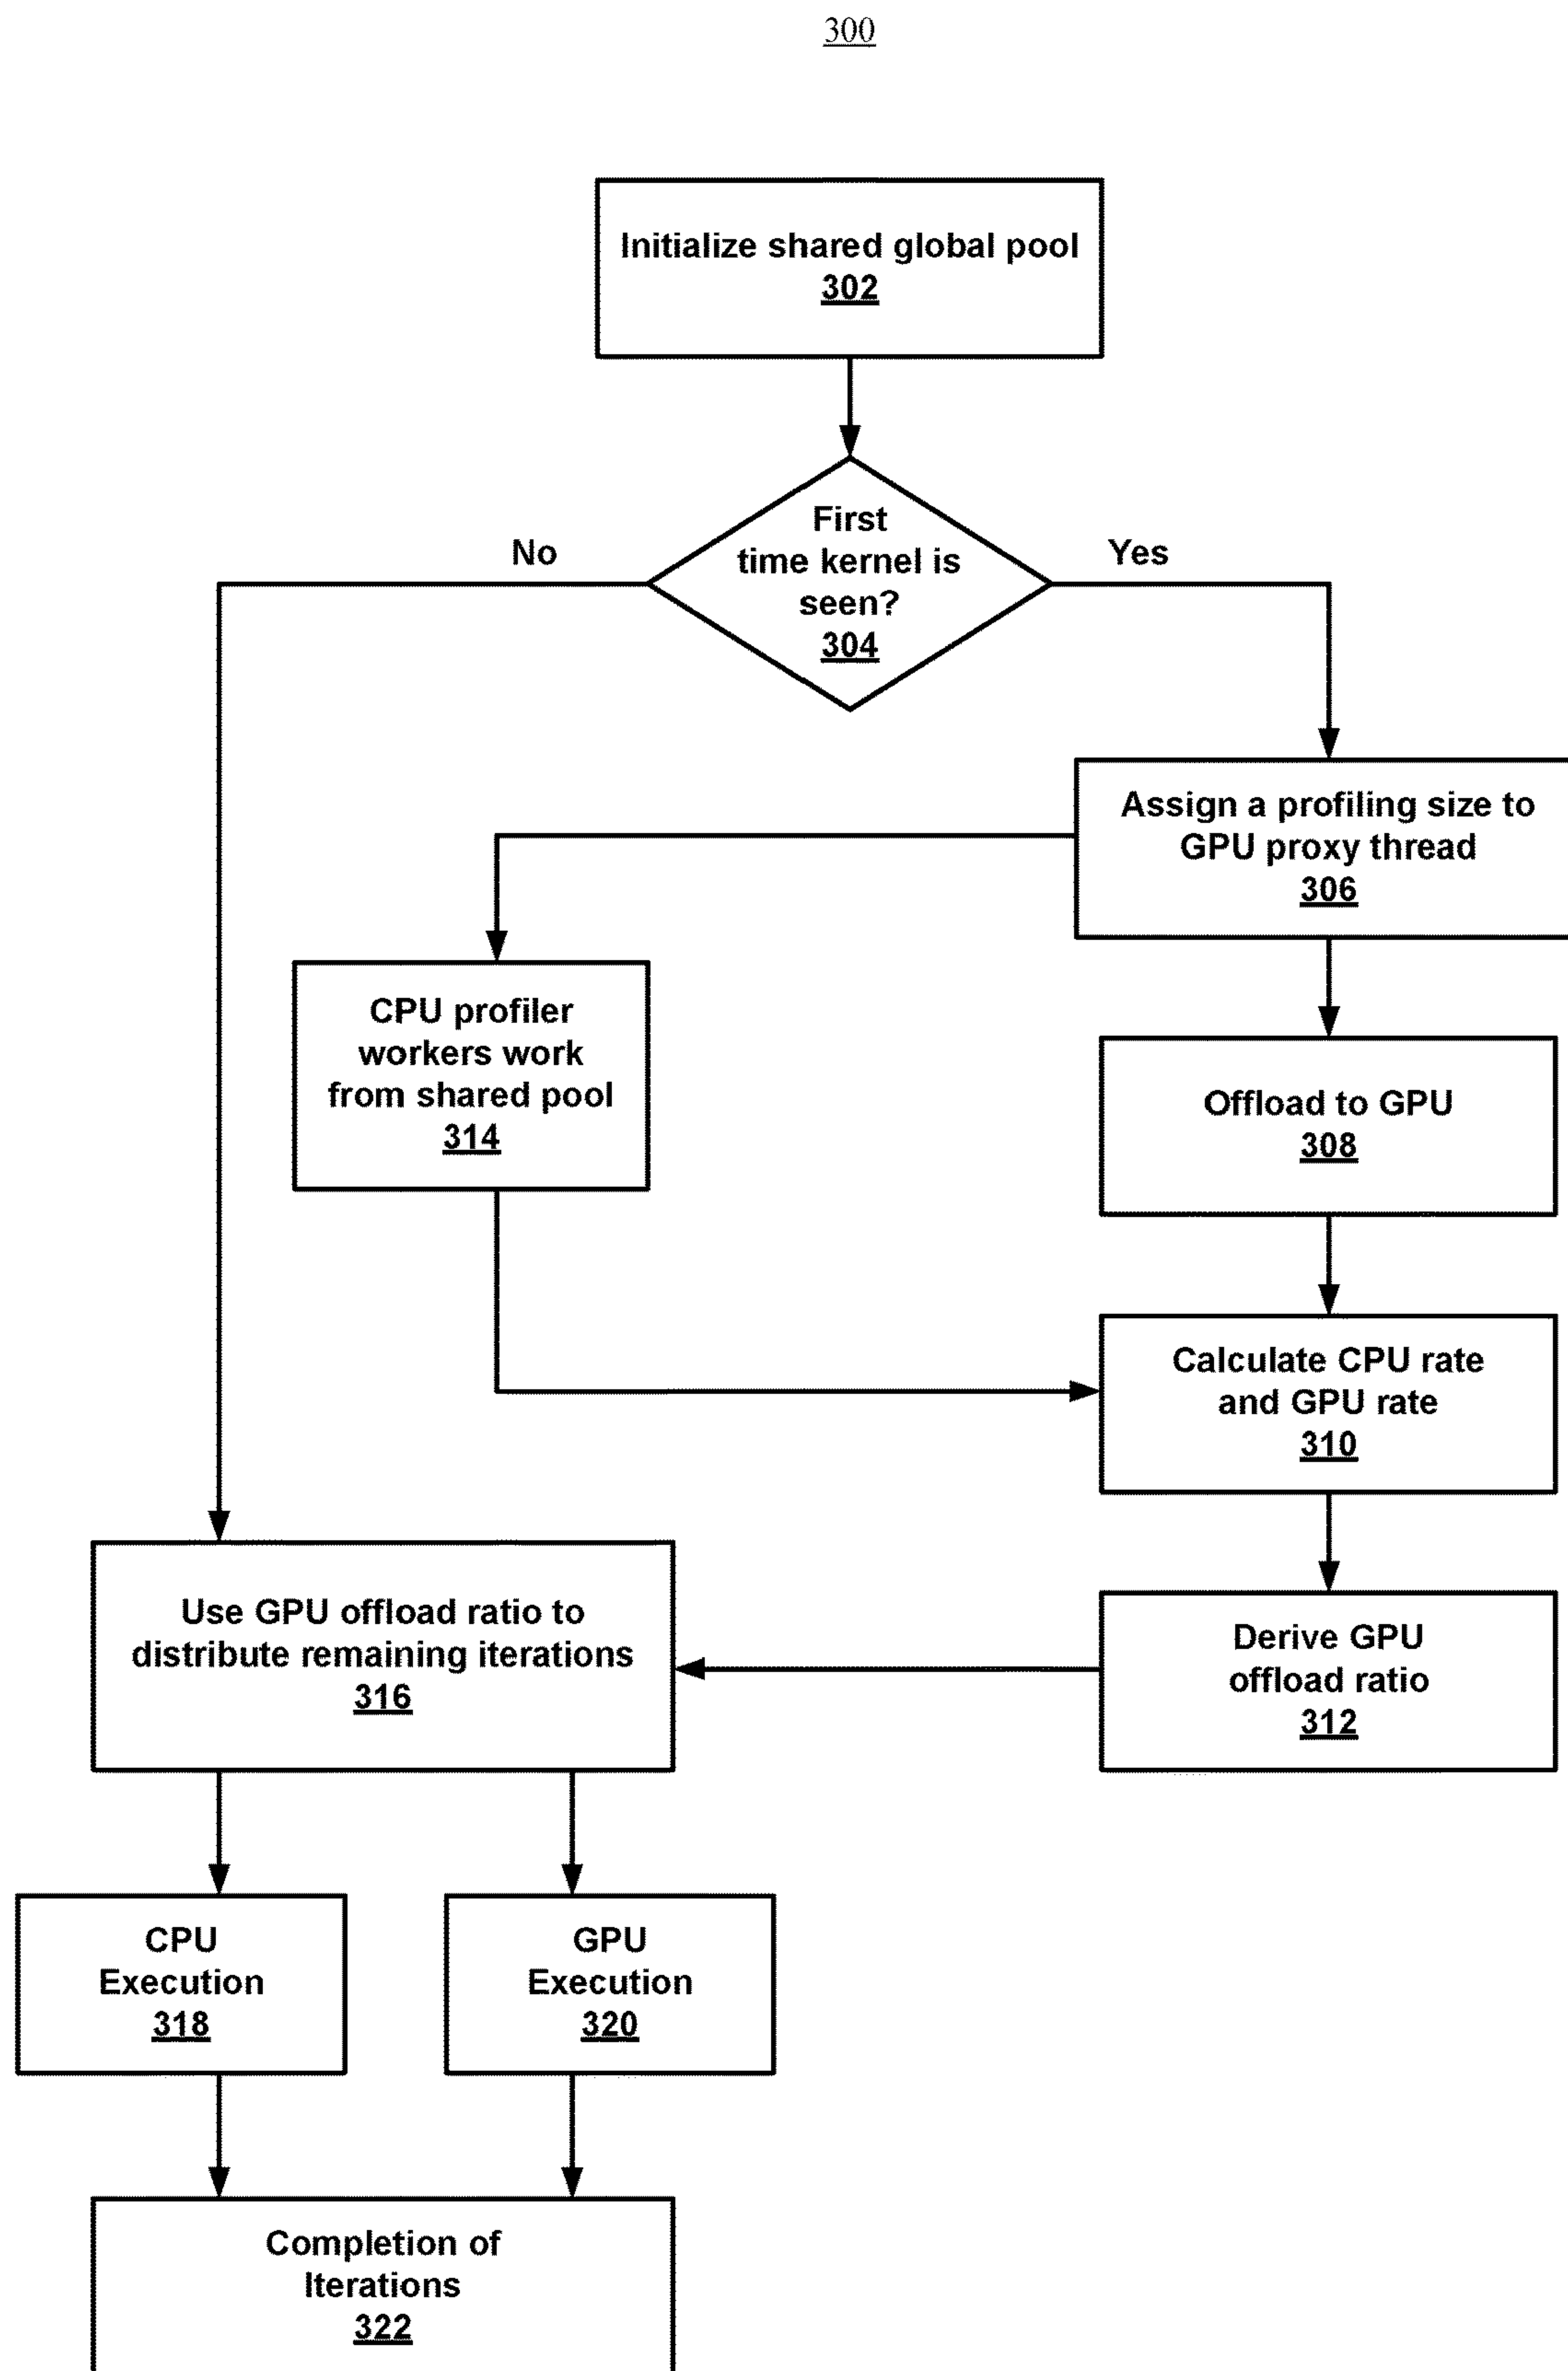 300
Initialize shared global pool
302
First
time kernel is
seen?
304
No
Yes
Assign a profiling size to
GPU proxy thread
306
CPU profiler
workers work
from shared pool
314
Offload to GPU
308
Calculate CPU rate
and GPU rate
310
Use GPU offload ratio to
distribute remaining iterations
316
Derive GPU
offload ratio
312
CPU
Execution
318
GPU
Execution
320
Completion of
Iterations
322